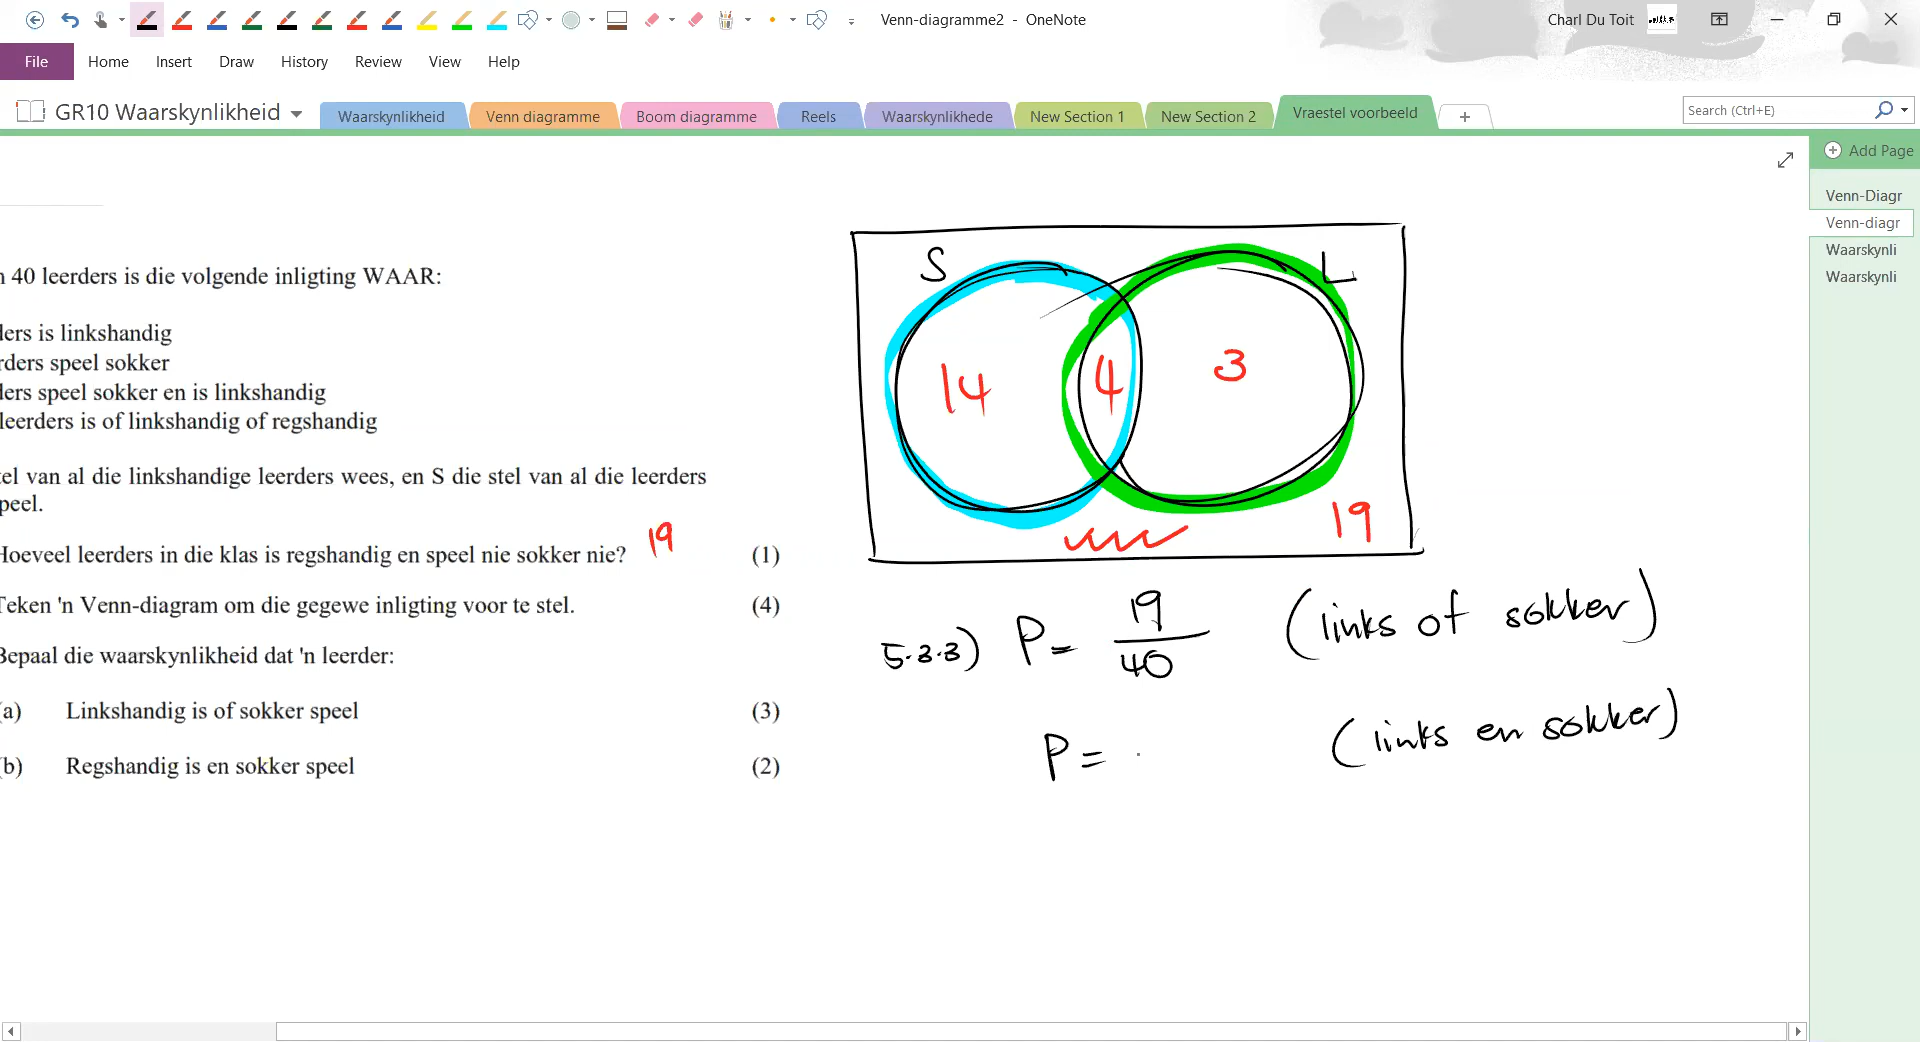 Venn-diagramme2 - OneNote
Charl Du Toit
File Home Insert Draw History Review View Help
GR10 Waarskynlikheid
Waarskynlikheid Venn diagramme Boom diagramme Reels Waarskynlikhede New Section 1 New Section 2 Vraestel voorbeeld +
Search (Ctrl+E)
Add Page
Venn-Diagr
Venn-diagr
Waarskynli
Waarskynli
n 40 leerders is die volgende inligting WAAR:
ders is linkshandig
rders speel sokker
ders speel sokker en is linkshandig
leerders is of linkshandig of regshandig
tel van al die linkshandige leerders wees, en S die stel van al die leerders
peel.
Hoeveel leerders in die klas is regshandig en speel nie sokker nie? 19 (1)
Teken 'n Venn-diagram om die gegewe inligting voor te stel. (4)
Bepaal die waarskynlikheid dat 'n leerder:
(a) Linkshandig is of sokker speel (3)
(b) Regshandig is en sokker speel (2)
S L
14 4 3
19
5.3.3) P = 19/40 (links of sokker)
P = (links en sokker)